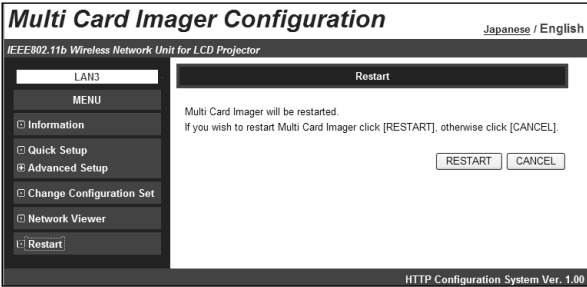 Multi Card Imager Configuration
Japanese / English
IEEE802.11b Wireless Network Unit for LCD Projector
LAN3
MENU
Information
Quick Setup
Advanced Setup
Change Configuration Set
Network Viewer
Restart
Restart
Multi Card Imager will be restarted.
If you wish to restart Multi Card Imager click [RESTART], otherwise click [CANCEL].
RESTART CANCEL
HTTP Configuration System Ver. 1.00